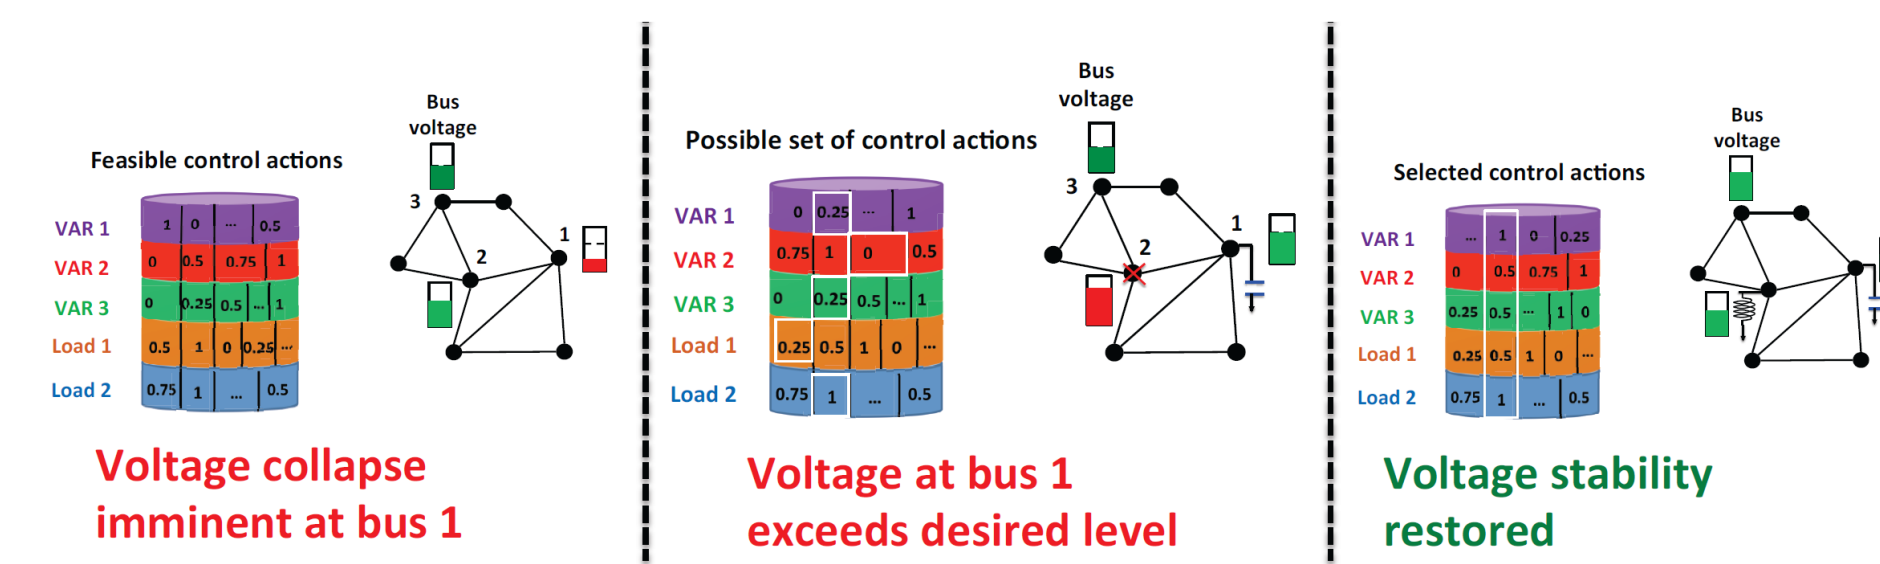 Bus
voltage
Feasible control actions
3
VAR 1
1 0 ... 0.5
VAR 2
0 0.5 0.75 1
VAR 3
0 0.25 0.5 ... 1
Load 1
0.5 1 0 0.25 ...
Load 2
0.75 1 ... 0.5
1
2
Voltage collapse
imminent at bus 1
Bus
voltage
Possible set of control actions
3
VAR 1
0 0.25 ... 1
VAR 2
0.75 1 0 0.5
VAR 3
0 0.25 0.5 ... 1
Load 1
0.25 0.5 1 0 ...
Load 2
0.75 1 ... 0.5
1
2
Voltage at bus 1
exceeds desired level
Bus
voltage
Selected control actions
VAR 1
... 1 0 0.25
VAR 2
0 0.5 0.75 1
VAR 3
0.25 0.5 ... 1 0
Load 1
0.25 0.5 1 0 ...
Load 2
0.75 1 ... 0.5
Voltage stability
restored